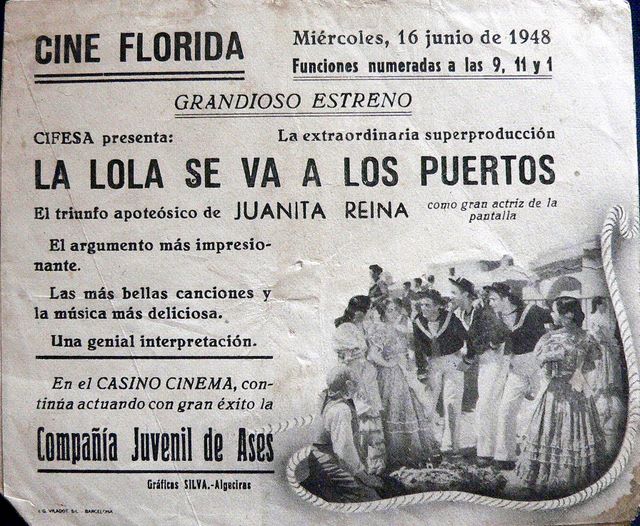 CINE FLORIDA
Miércoles, 16 junio de 1948
Funciones numeradas a las 9, 11 y 1
GRANDIOSO ESTRENO
CIFESA presenta:
La extraordinaria superproducción
LA LOLA SE VA A LOS PUERTOS
El triunfo apoteósico de JUANITA REINA como gran actriz de la
pantalla
El argumento más impresio-
nante.
Las más bellas canciones y
la música más deliciosa.
Una genial interpretación.
En el CASINO CINEMA, con-
tinúa actuando con gran éxito la
Compañía Juvenil de Ases
Gráficas SILVA.-Algeciras
G. VILADOT, S.L. - BARCELONA